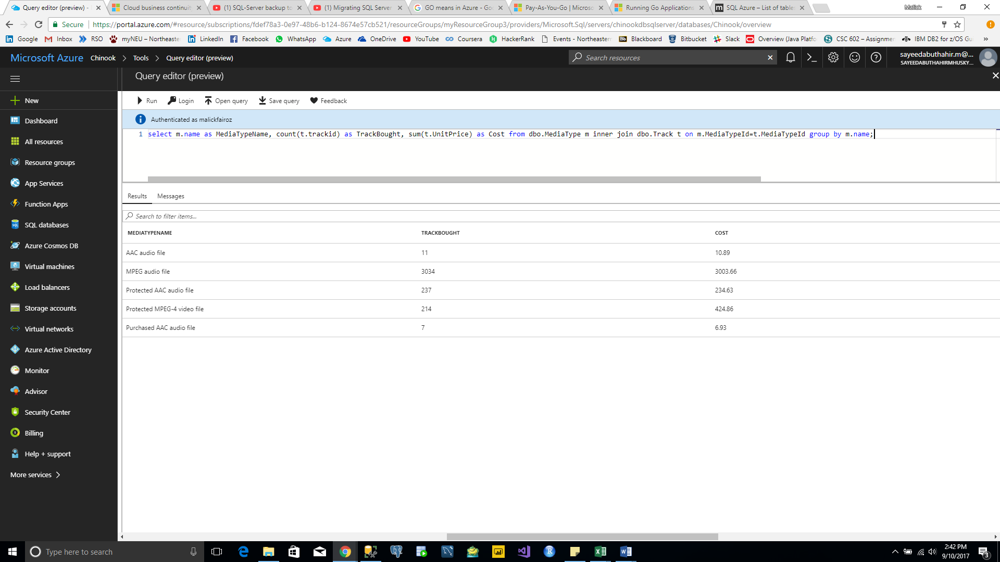 Query editor (preview) -
Cloud business continuit
(1) SQL-Server backup to
(1) Migrating SQL Server
GO means in Azure - Goo
Pay-As-You-Go | Microso
Running Go Applications
SQL Azure – List of tables
Malick
Secure
https://portal.azure.com/#resource/subscriptions/fdef78a3-0e97-48b6-b124-8674e57cb521/resourceGroups/myResourceGroup3/providers/Microsoft.Sql/servers/chinookdbsqlserver/databases/Chinook/overview
Google
Inbox
RSO
myNEU – Northeaste
LinkedIn
Facebook
WhatsApp
Azure
OneDrive
YouTube
Coursera
HackerRank
Events - Northeastern
Blackboard
Bitbucket
Slack
Overview (Java Platfo
CSC 602 – Assignmen
IBM DB2 for z/OS Gu
Microsoft Azure
Chinook > Tools > Query editor (preview)
Search resources
sayeedabuthahir.m@...
SAYEEDABUTHAHIRMHUSKY...
Query editor (preview)
Run
Login
Open query
Save query
Feedback
Authenticated as malickfairoz
1 select m.name as MediaTypeName, count(t.trackid) as TrackBought, sum(t.UnitPrice) as Cost from dbo.MediaType m inner join dbo.Track t on m.MediaTypeId=t.MediaTypeId group by m.name;
New
Dashboard
All resources
Resource groups
App Services
Function Apps
SQL databases
Azure Cosmos DB
Virtual machines
Load balancers
Storage accounts
Virtual networks
Azure Active Directory
Monitor
Advisor
Security Center
Billing
Help + support
More services
Results Messages
Search to filter items...
MEDIATYPENAME TRACKBOUGHT COST
AAC audio file 11 10.89
MPEG audio file 3034 3003.66
Protected AAC audio file 237 234.63
Protected MPEG-4 video file 214 424.86
Purchased AAC audio file 7 6.93
Type here to search
2:42 PM
9/10/2017
3